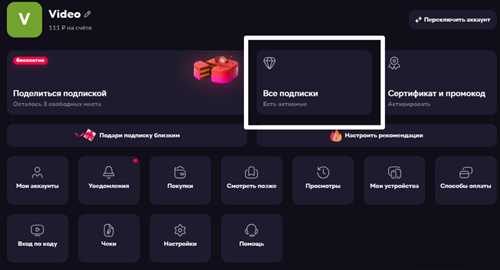 V
Video
111 ₽ на счёте
Переключить аккаунт
бесплатно
Поделиться подпиской
Осталось 3 свободных места
Все подписки
Есть активные
Сертификат и промокод
Активировать
Подари подписку близким
Настроить рекомендации
Мои аккаунты
Уведомления
Покупки
Смотреть позже
Просмотры
Мои устройства
Способы оплаты
Вход по коду
Чеки
Настройки
Помощь